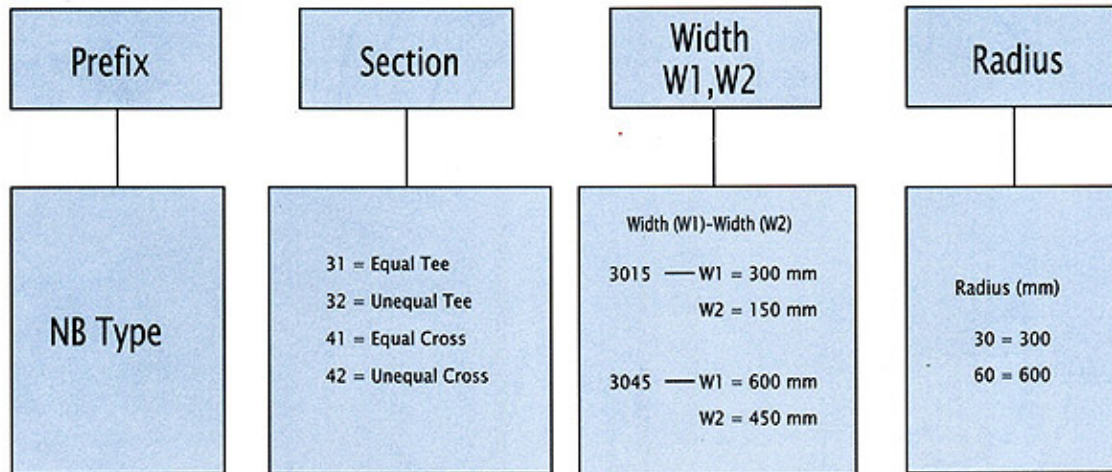 Prefix
Section
Width
W1,W2
Radius
NB Type
31 = Equal Tee
32 = Unequal Tee
41 = Equal Cross
42 = Unequal Cross
Width (W1)-Width (W2)
3015 — W1 = 300 mm
W2 = 150 mm
3045 — W1 = 600 mm
W2 = 450 mm
Radius (mm)
30 = 300
60 = 600